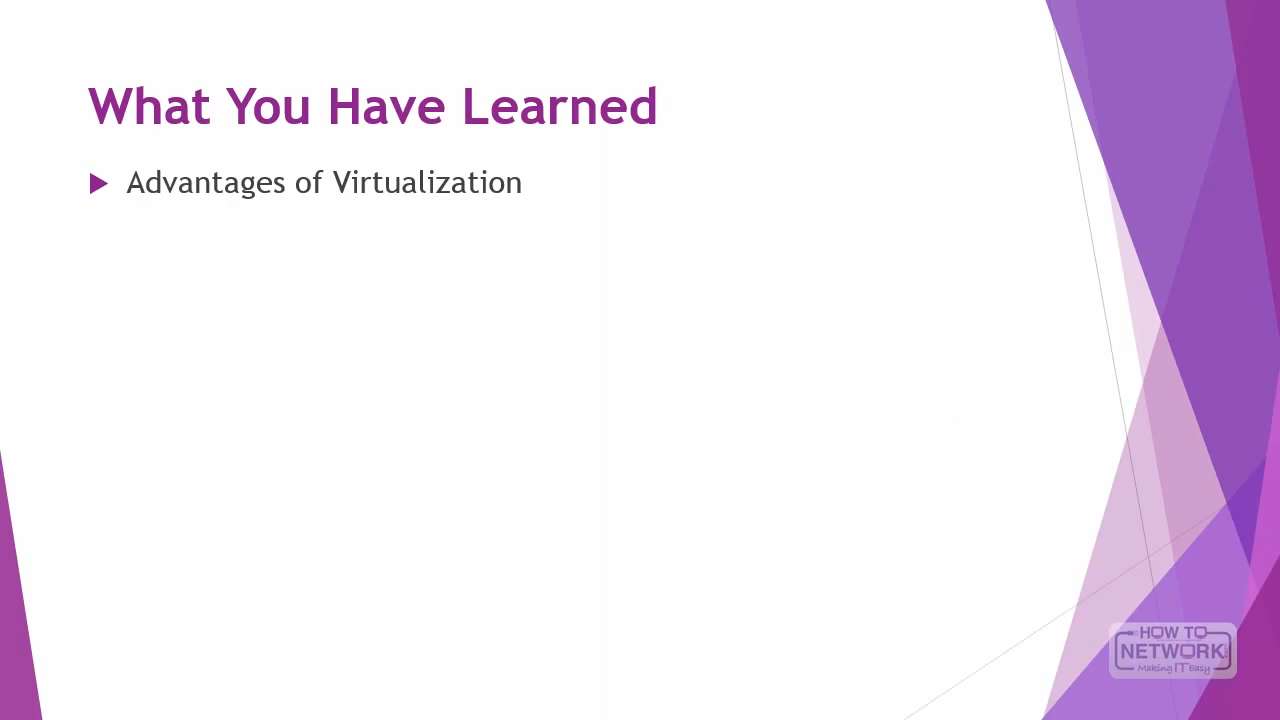 What You Have Learned
Advantages of Virtualization
HOW TO
NETWORK
Making IT Easy